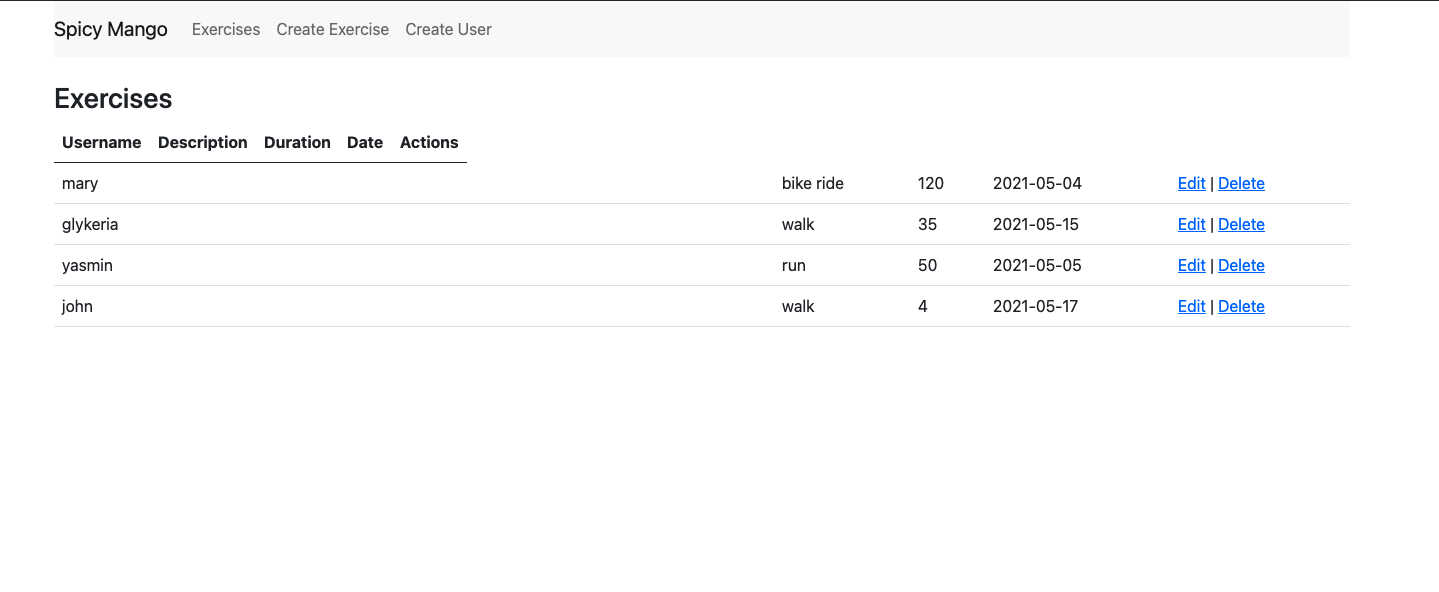 Spicy Mango Exercises Create Exercise Create User
Exercises
Username Description Duration Date Actions
mary bike ride 120 2021-05-04 Edit | Delete
glykeria walk 35 2021-05-15 Edit | Delete
yasmin run 50 2021-05-05 Edit | Delete
john walk 4 2021-05-17 Edit | Delete